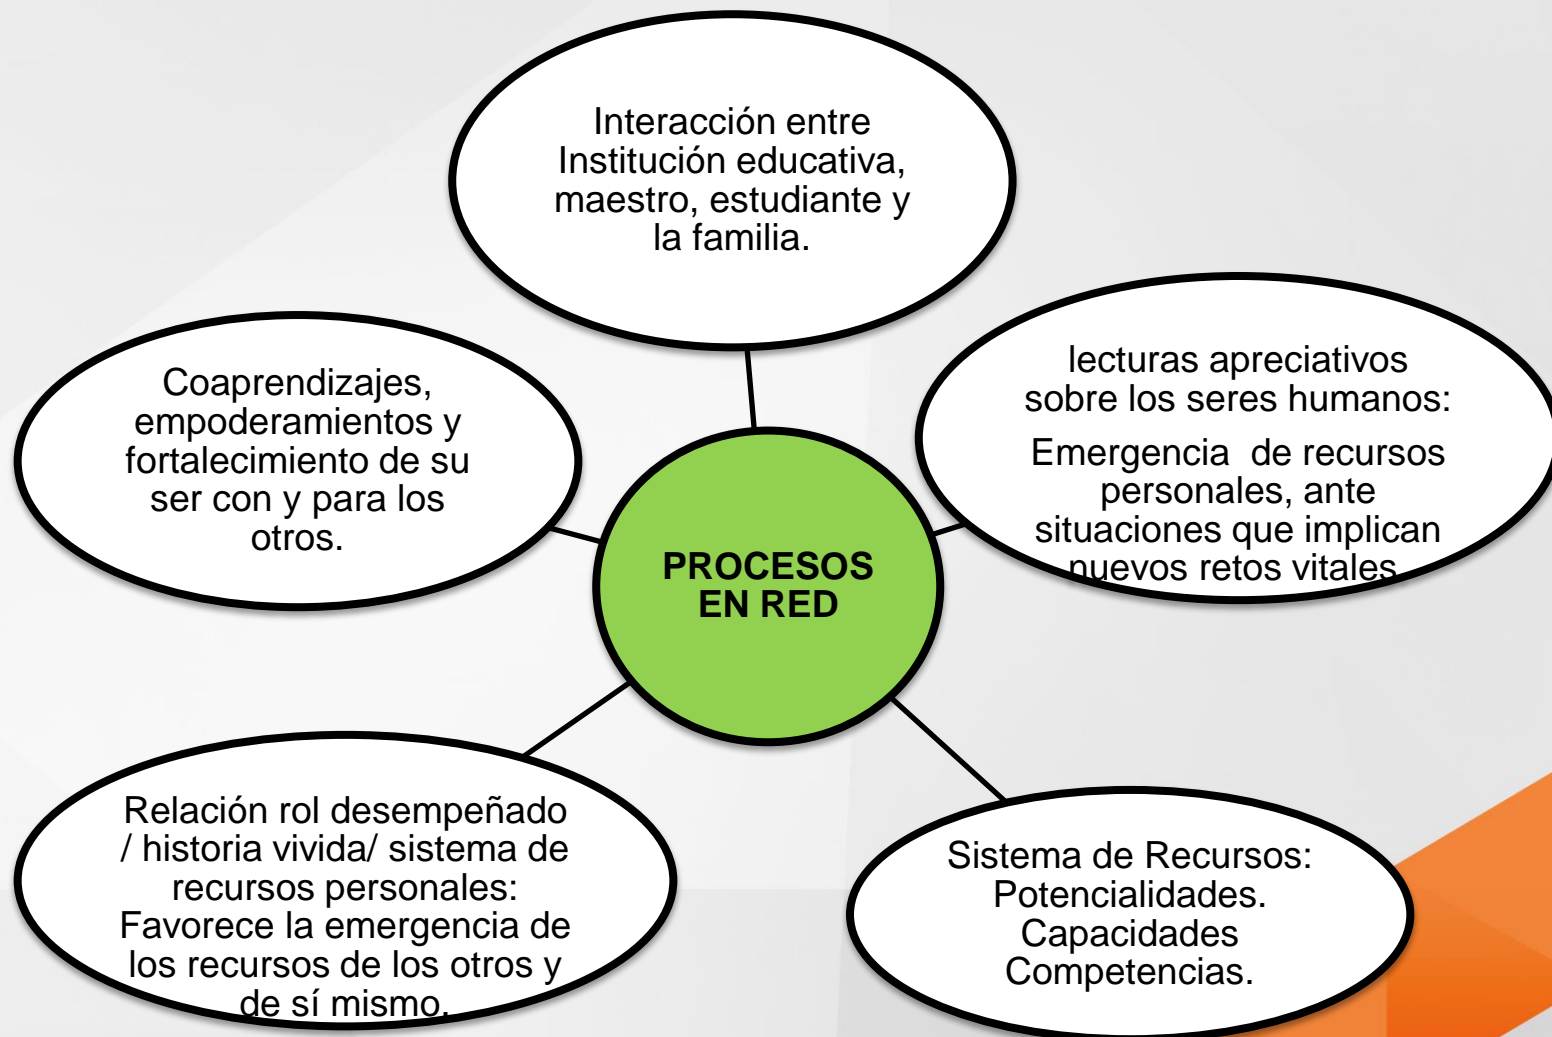 Interacción entre
Institución educativa,
maestro, estudiante y
la familia.
lecturas apreciativos
sobre los seres humanos:
Emergencia de recursos
personales, ante
situaciones que implican
nuevos retos vitales.
Coaprendizajes,
empoderamientos y
fortalecimiento de su
ser con y para los
otros.
PROCESOS
EN RED
Relación rol desempeñado
/ historia vivida/ sistema de
recursos personales:
Favorece la emergencia de
los recursos de los otros y
de sí mismo.
Sistema de Recursos:
Potencialidades.
Capacidades
Competencias.